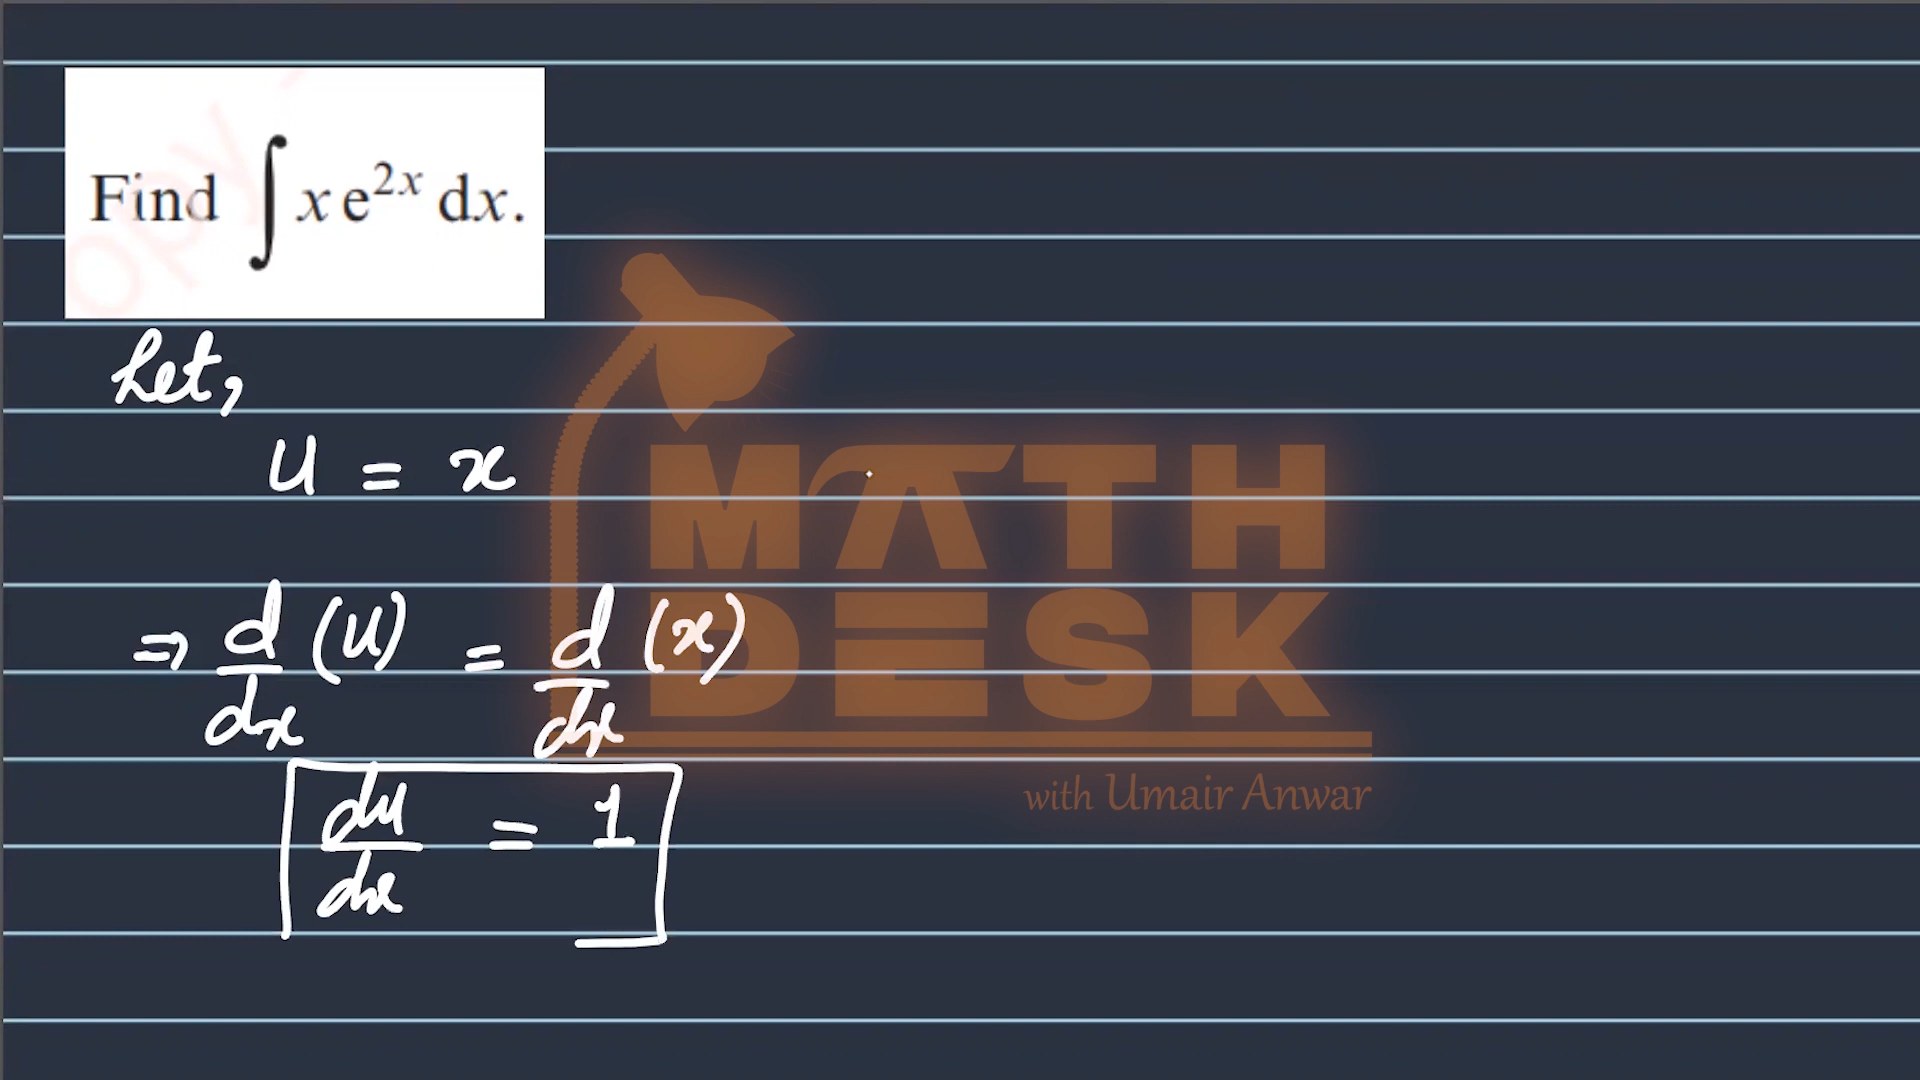 Find ∫ x e^{2x} dx.
Let,
u = x
⇒ d/dx (u) = d/dx (x)
du/dx = 1
MATH
DESK
with Umair Anwar